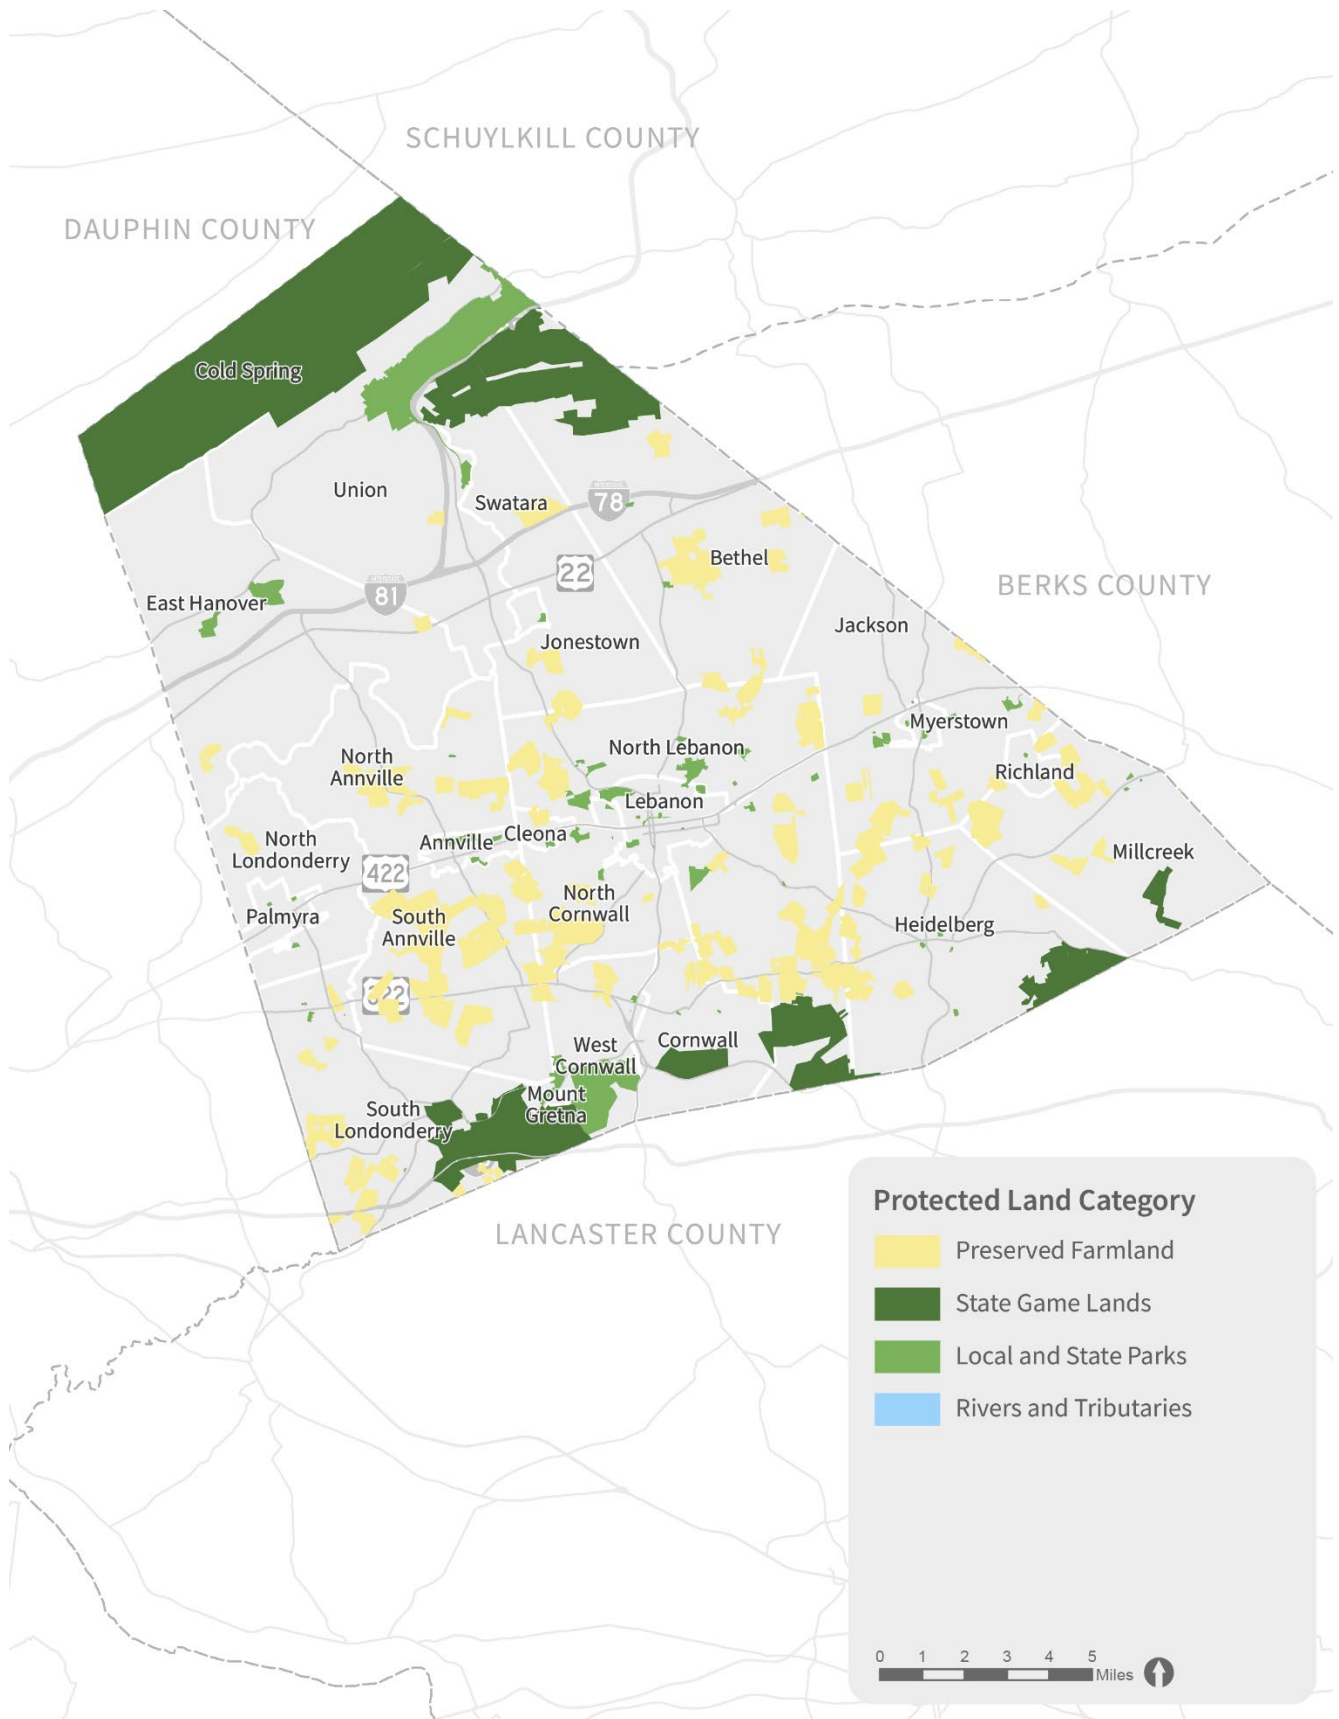 SCHUYLKILL COUNTY
DAUPHIN COUNTY
Cold Spring
Union
Swatara
78
22
Bethel
BERKS COUNTY
East Hanover
81
Jonestown
Jackson
Myerstown
North
Annville
North Lebanon
Richland
Lebanon
North
Londonderry
Annville
Cleona
Millcreek
422
Palmyra
South
Annville
North
Cornwall
Heidelberg
322
West
Cornwall
Cornwall
Mount
Gretna
South
Londonderry
LANCASTER COUNTY
Protected Land Category
Preserved Farmland
State Game Lands
Local and State Parks
Rivers and Tributaries
0 1 2 3 4 5
Miles